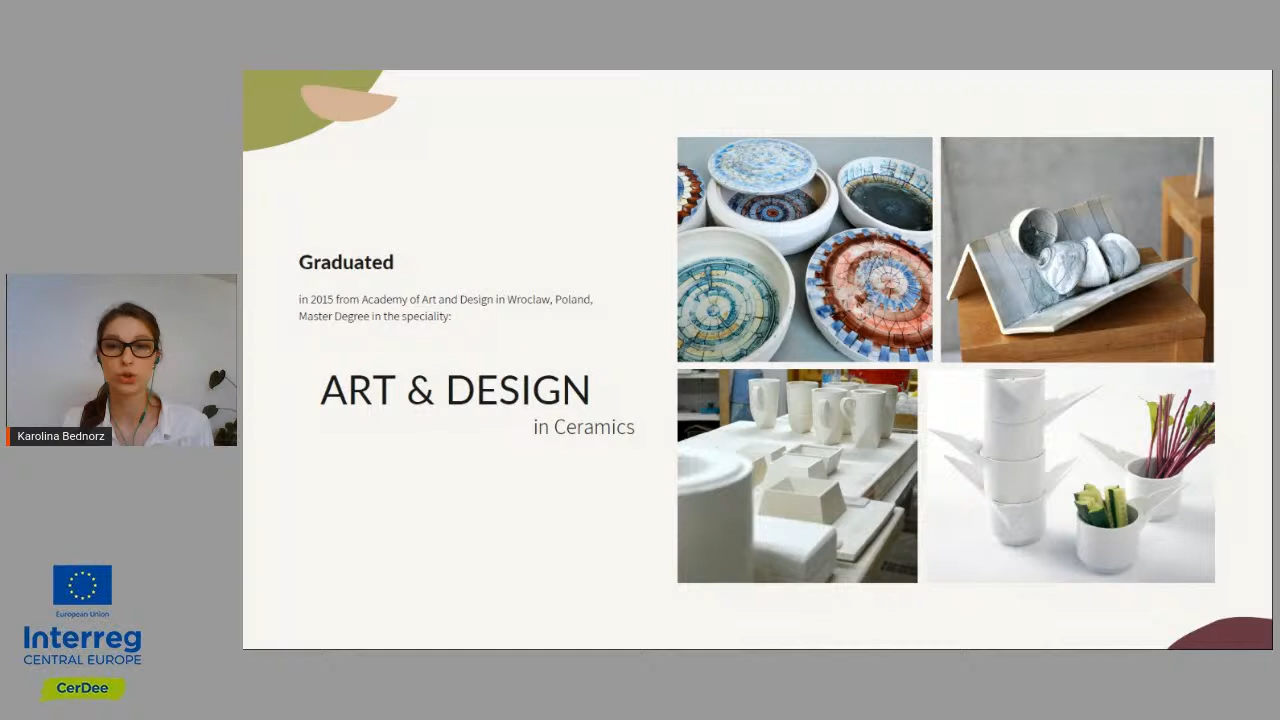 Graduated
in 2015 from Academy of Art and Design in Wroclaw, Poland,
Master Degree in the speciality:
ART & DESIGN
in Ceramics
Karolina Bednorz
European Union
Interreg
CENTRAL EUROPE
CerDee